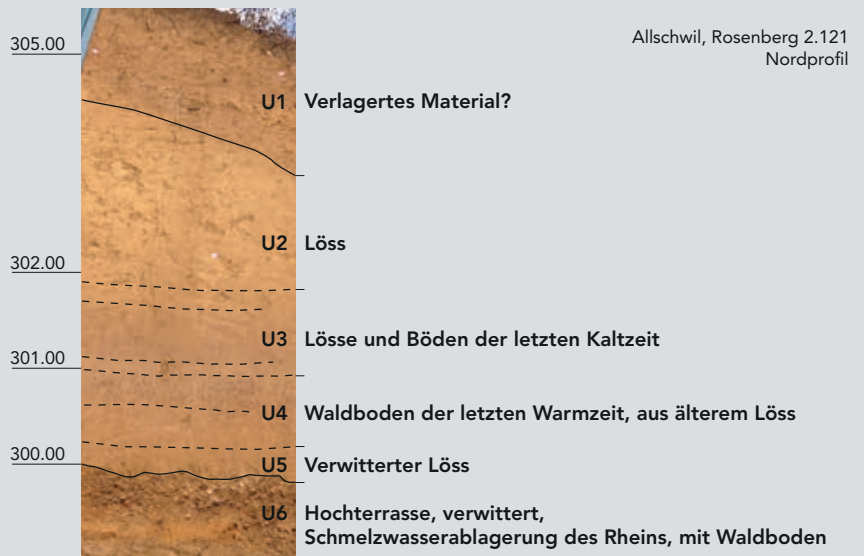 Allschwil, Rosenberg 2.121
Nordprofil
305.00
U1 Verlagertes Material?
U2 Löss
302.00
U3 Lösse und Böden der letzten Kaltzeit
301.00
U4 Waldboden der letzten Warmzeit, aus älterem Löss
300.00
U5 Verwitterter Löss
U6 Hochterrasse, verwittert,
Schmelzwasserablagerung des Rheins, mit Waldboden